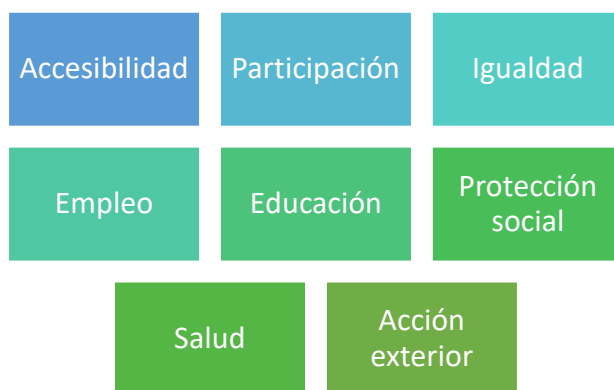 Accesibilidad
Participación
Igualdad
Empleo
Educación
Protección
social
Salud
Acción
exterior